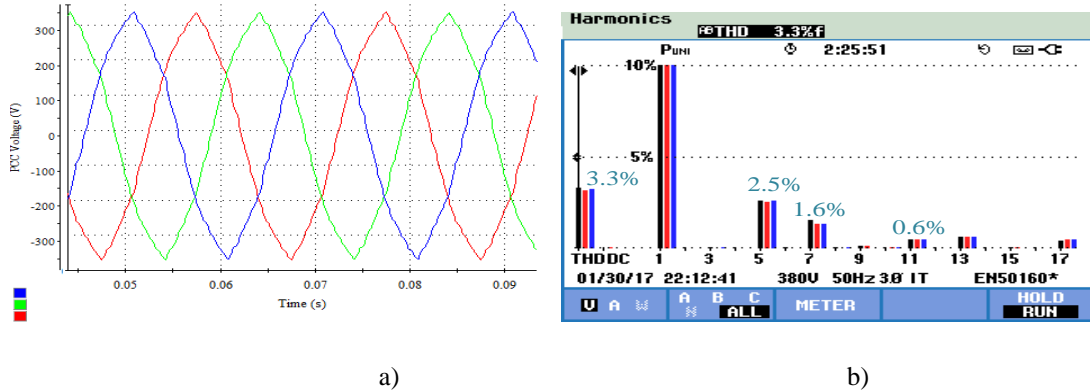 PCC Voltage (V)
300
200
100
0
-100
-200
-300
0.05
0.06
0.07
0.08
0.09
Time (s)
a)
Harmonics
THD 3.3%f
PUNI
2:25:51
10%
5%
3.3%
2.5%
1.6%
0.6%
THDDC 1 3 5 7 9 11 13 15 17
01/30/17 22:12:41 380V 50Hz 3Ø IT EN50160*
V A W
A B C
N ALL
METER
HOLD
RUN
b)